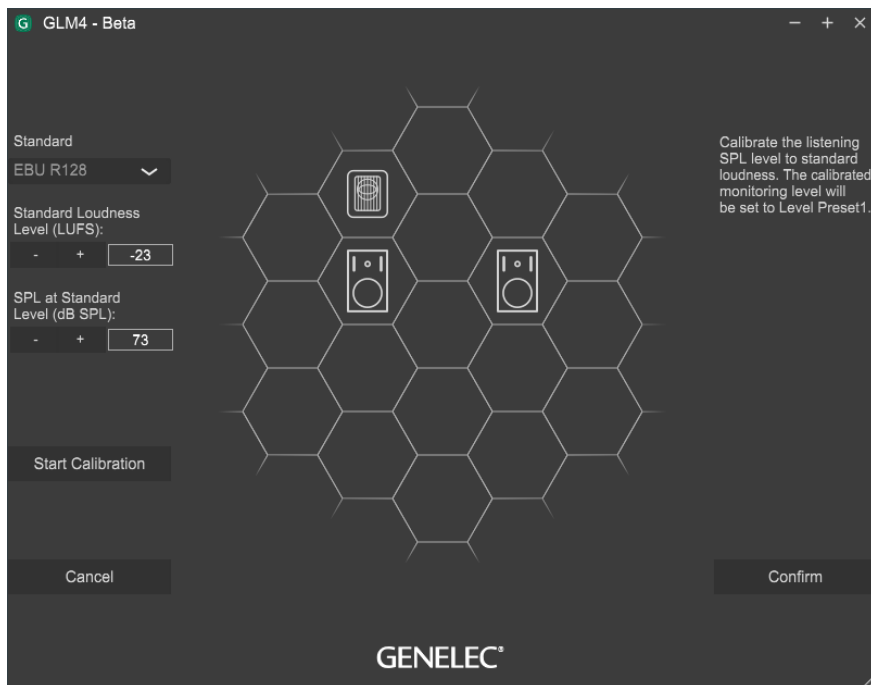 G GLM4 - Beta
Standard
EBU R128
Standard Loudness
Level (LUFS):
- + -23
SPL at Standard
Level (dB SPL):
- + 73
Start Calibration
Cancel
Calibrate the listening
SPL level to standard
loudness. The calibrated
monitoring level will
be set to Level Preset1.
Confirm
GENELEC®